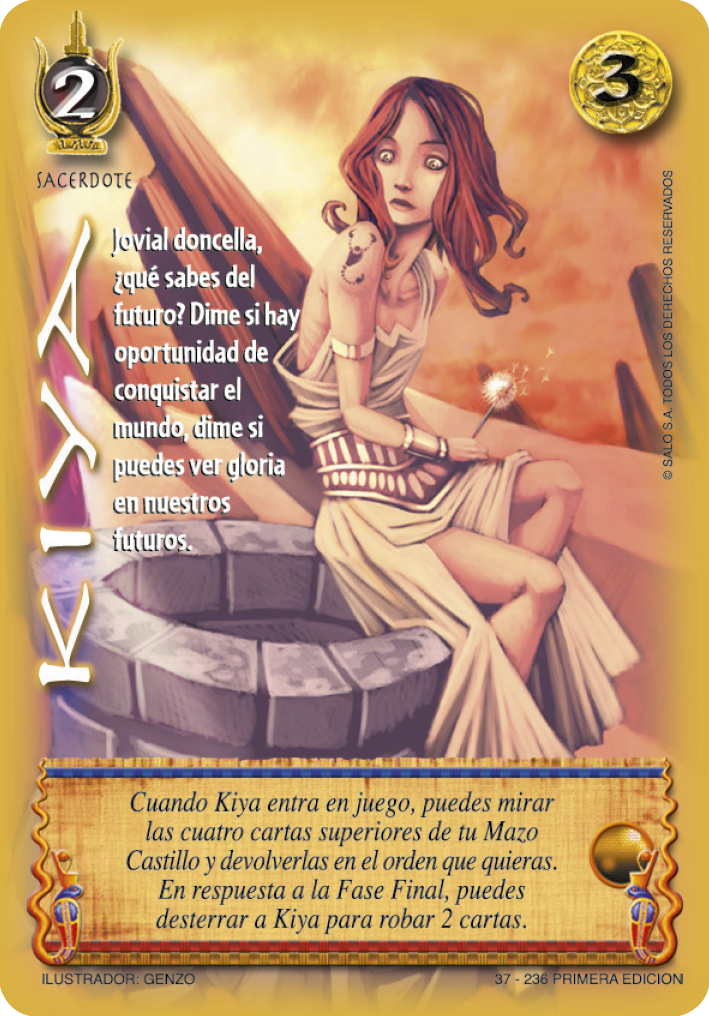 2
3
SACERDOTE
KIYA
Jovial doncella,
¿qué sabes del
futuro? Dime si hay
oportunidad de
conquistar el
mundo, dime si
puedes ver gloria
en nuestros
futuros.
© SALO S.A. TODOS LOS DERECHOS RESERVADOS
Cuando Kiya entra en juego, puedes mirar
las cuatro cartas superiores de tu Mazo
Castillo y devolverlas en el orden que quieras.
En respuesta a la Fase Final, puedes
desterrar a Kiya para robar 2 cartas.
ILUSTRADOR: GENZO
37 - 236 PRIMERA EDICION